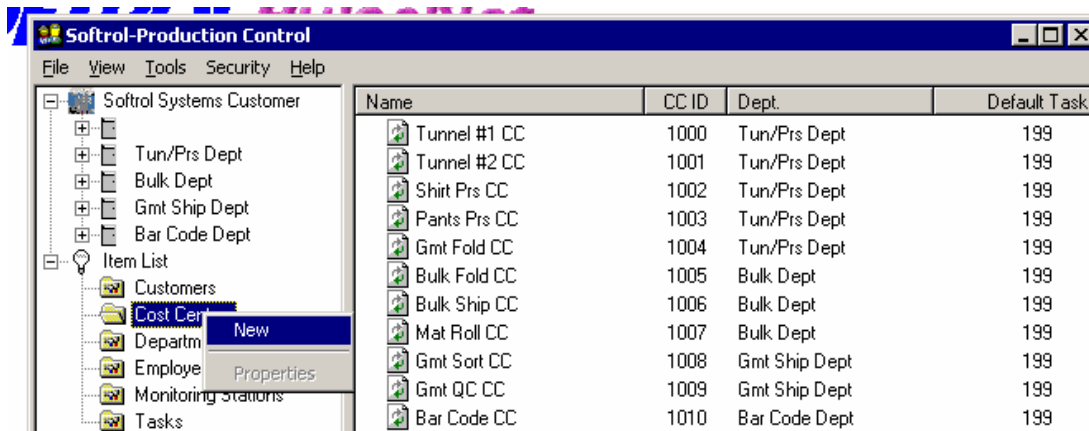 Softrol-Production Control
File View Tools Security Help
Softrol Systems Customer
Tun/Prs Dept
Bulk Dept
Gmt Ship Dept
Bar Code Dept
Item List
Customers
Cost Cent
New
Departm
Properties
Employe
Monitoring Stations
Tasks
Name CC ID Dept. Default Task
Tunnel #1 CC 1000 Tun/Prs Dept 199
Tunnel #2 CC 1001 Tun/Prs Dept 199
Shirt Prs CC 1002 Tun/Prs Dept 199
Pants Prs CC 1003 Tun/Prs Dept 199
Gmt Fold CC 1004 Tun/Prs Dept 199
Bulk Fold CC 1005 Bulk Dept 199
Bulk Ship CC 1006 Bulk Dept 199
Mat Roll CC 1007 Bulk Dept 199
Gmt Sort CC 1008 Gmt Ship Dept 199
Gmt QC CC 1009 Gmt Ship Dept 199
Bar Code CC 1010 Bar Code Dept 199